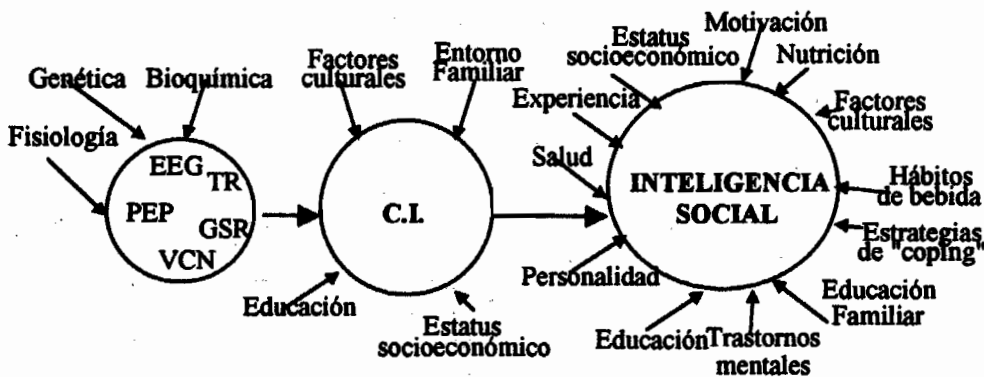 Genética
Bioquímica
Fisiología
EEG
TR
PEP
GSR
VCN
Factores
culturales
Entorno
Familiar
C.I.
Educación
Estatus
socioeconómico
Motivación
Estatus
socioeconómico
Nutrición
Experiencia
Factores
culturales
Salud
INTELIGENCIA
SOCIAL
Hábitos
de bebida
Estrategias
de "coping"
Personalidad
Educación
Familiar
Educación
Trastornos
mentales